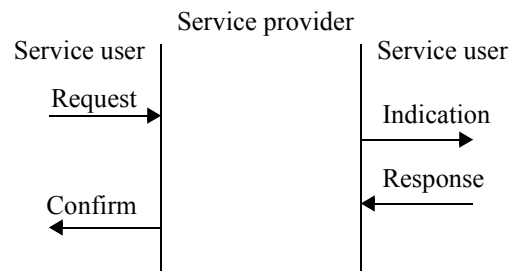 Service provider
Service user
Service user
Request
Indication
Response
Confirm